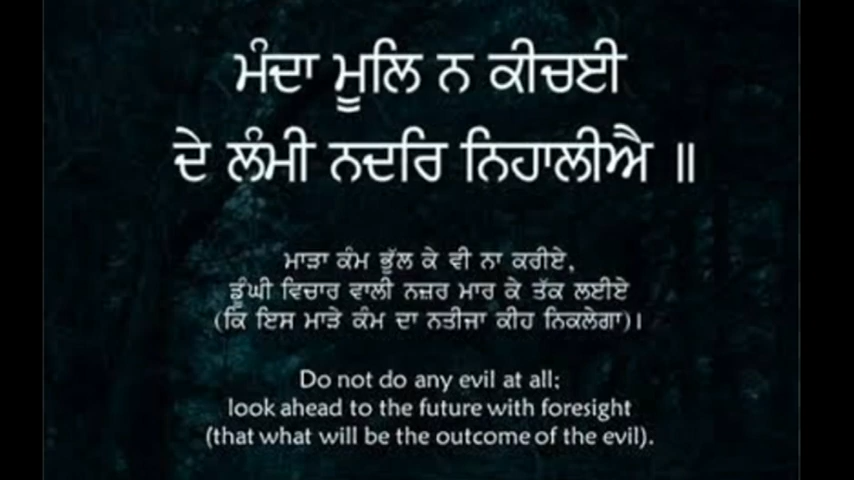 ਮੰਦਾ ਮੂਲਿ ਨ ਕੀਚਈ
ਦੇ ਲੰਮੀ ਨਦਰਿ ਨਿਹਾਲੀਐ ॥
ਮਾੜਾ ਕੰਮ ਭੁੱਲ ਕੇ ਵੀ ਨਾ ਕਰੀਏ,
ਡੂੰਘੀ ਵਿਚਾਰ ਵਾਲੀ ਨਜ਼ਰ ਮਾਰ ਕੇ ਤੱਕ ਲਈਏ
(ਕਿ ਇਸ ਮਾੜੇ ਕੰਮ ਦਾ ਨਤੀਜਾ ਕੀਹ ਨਿਕਲੇਗਾ)।
Do not do any evil at all;
look ahead to the future with foresight
(that what will be the outcome of the evil).